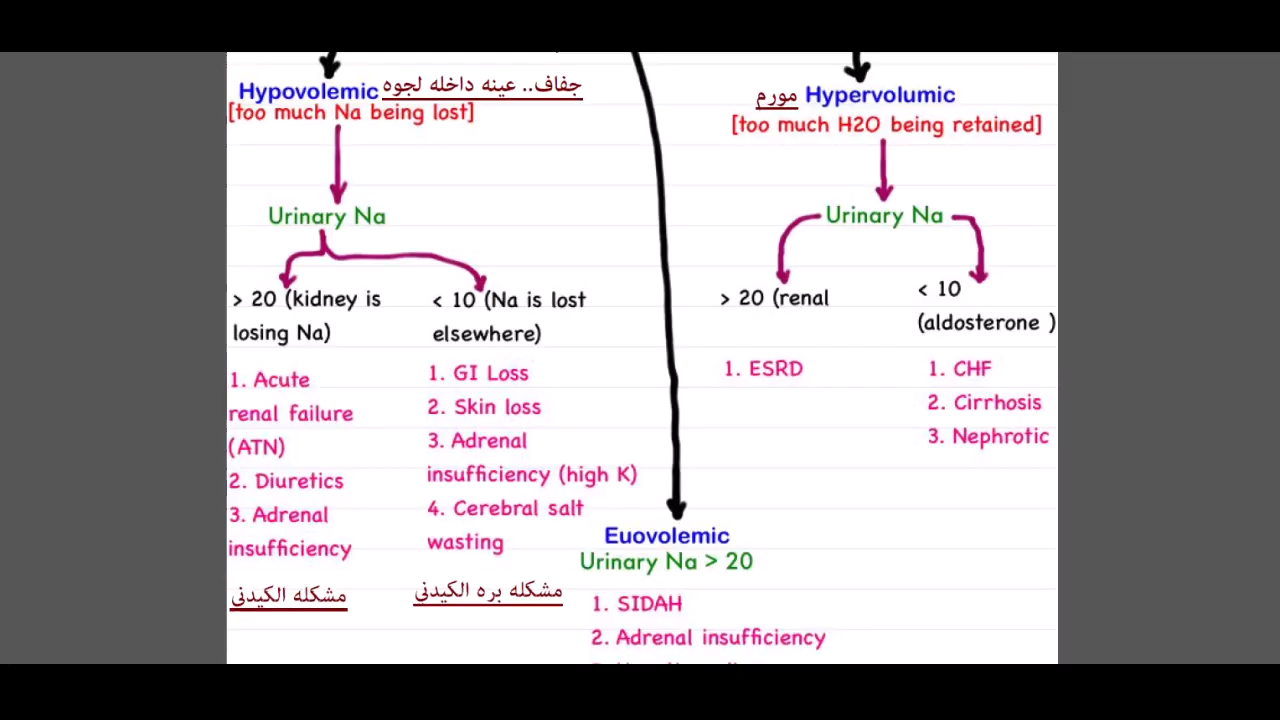 Hypovolemic جفاف.. عينه داخله لجوه
[too much Na being lost]
Urinary Na
> 20 (kidney is
losing Na)
1. Acute
renal failure
(ATN)
2. Diuretics
3. Adrenal
insufficiency
مشكله الكيدني
< 10 (Na is lost
elsewhere)
1. GI Loss
2. Skin loss
3. Adrenal
insufficiency (high K)
4. Cerebral salt
wasting
مشكله بره الكيدني
Euovolemic
Urinary Na > 20
1. SIDAH
2. Adrenal insufficiency
مورم Hypervolumic
[too much H2O being retained]
Urinary Na
> 20 (renal
1. ESRD
< 10
(aldosterone )
1. CHF
2. Cirrhosis
3. Nephrotic